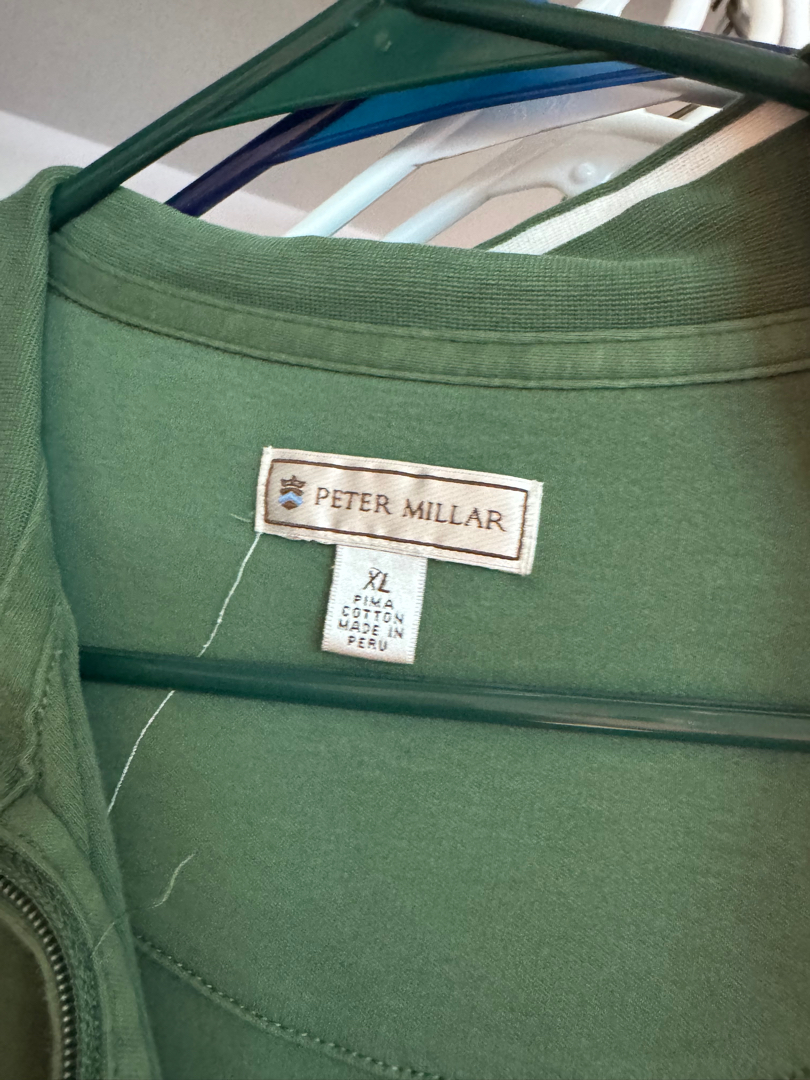 PETER MILLAR
XL
PIMA
COTTON
MADE IN
PERU